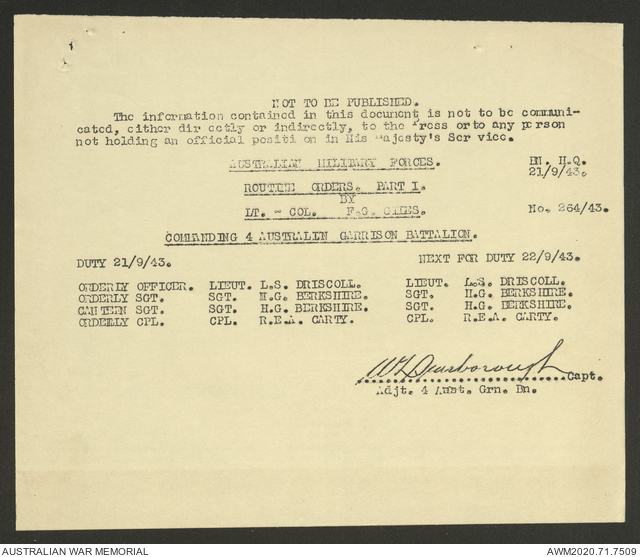 NOT TO BE PUBLISHED.
The information contained in this document is not to be communi-
cated, either dir ectly or indirectly, to the Press orto any person
not holding an official positi on in His Majesty's Ser vice.
AUSTRALIAN MILITARY FORCES. BN. H.Q.
21/9/43.
ROUTINE ORDERS. PART I.
BY
LT. - COL. F.G. GILES. No. 264/43.
COMMANDING 4 AUSTRALIN GARRISON BATTALION.
DUTY 21/9/43. NEXT FOR DUTY 22/9/43.
ORDERLY OFFICER. LIEUT. L.S. DRISCOLL. LIEUT. L.S. DRISCOLL.
ORDERLY SGT. SGT. H.G. BERKSHIRE. SGT. H.G. BERKSHIRE.
CANTEEN SGT. SGT. H.G. BERKSHIRE. SGT. H.G. BERKSHIRE.
ORDERLY CPL. CPL. R.E.A. CARTY. CPL. R.E.A. CARTY.
Capt.
Adjt. 4 Aust. Grn. Bn.
AUSTRALIAN WAR MEMORIAL AWM2020.71.7509